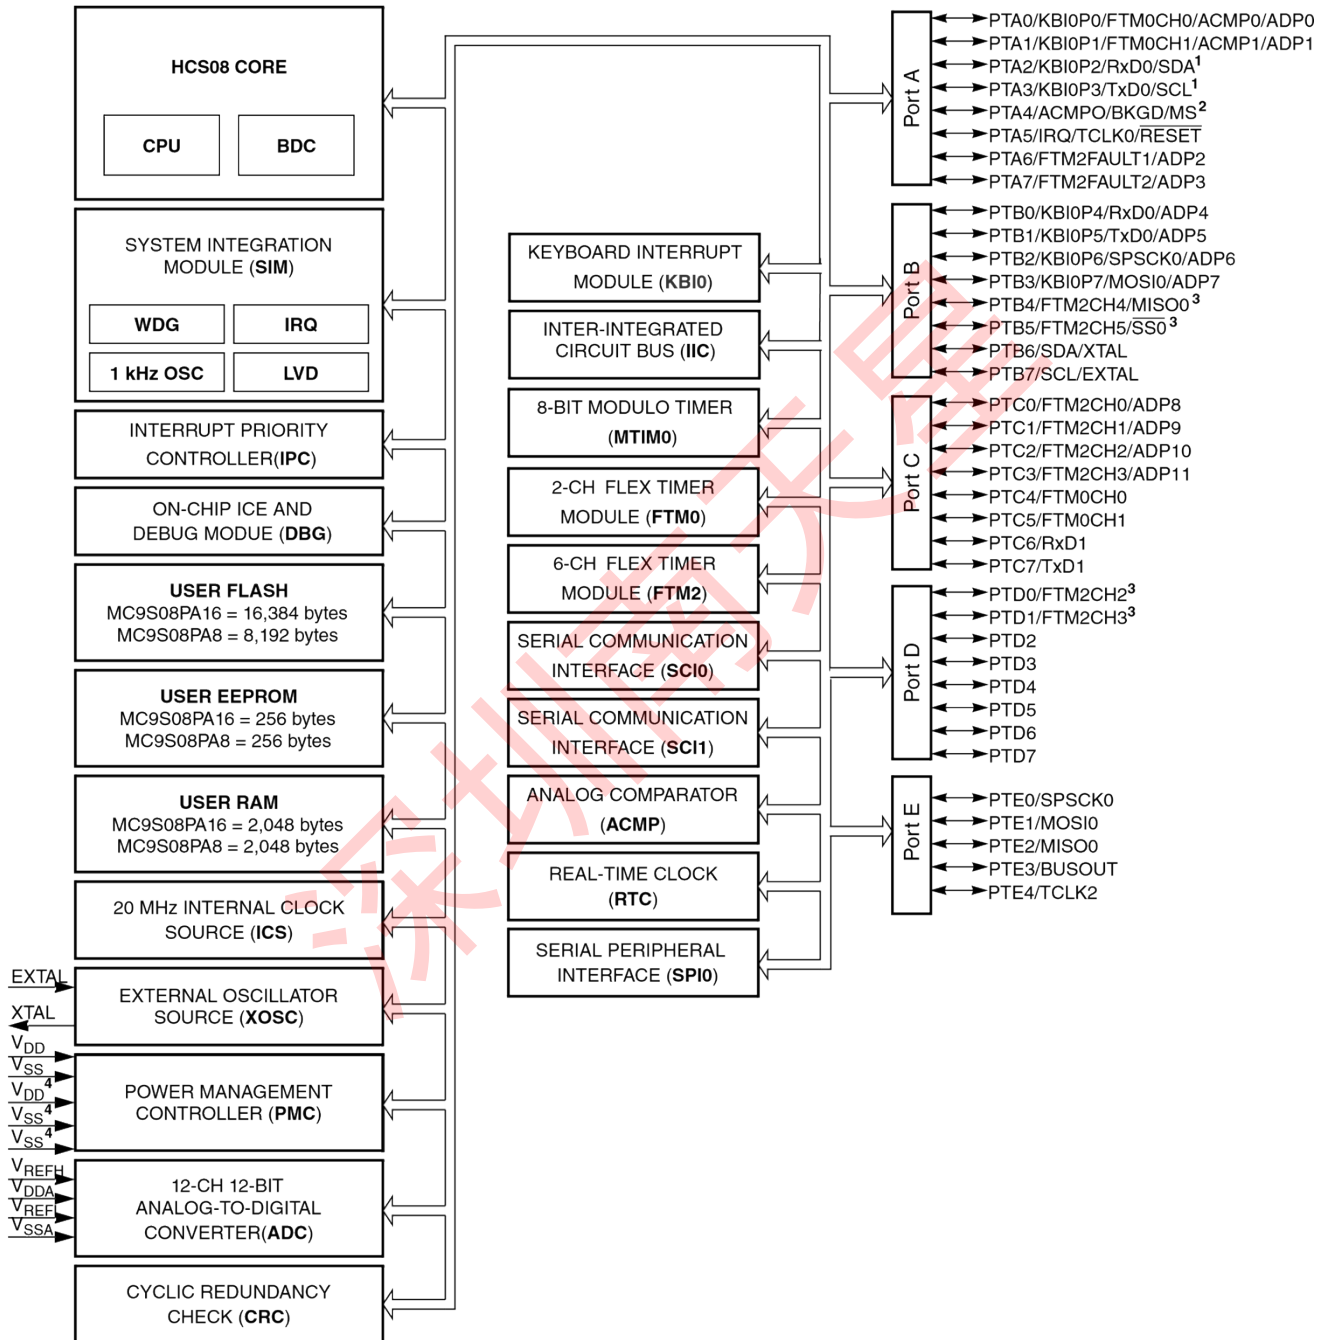 HCS08 CORE
CPU
BDC
SYSTEM INTEGRATION
MODULE (SIM)
WDG
IRQ
1 kHz OSC
LVD
INTERRUPT PRIORITY
CONTROLLER(IPC)
ON-CHIP ICE AND
DEBUG MODUE (DBG)
USER FLASH
MC9S08PA16 = 16,384 bytes
MC9S08PA8 = 8,192 bytes
USER EEPROM
MC9S08PA16 = 256 bytes
MC9S08PA8 = 256 bytes
USER RAM
MC9S08PA16 = 2,048 bytes
MC9S08PA8 = 2,048 bytes
20 MHz INTERNAL CLOCK
SOURCE (ICS)
EXTAL
XTAL
EXTERNAL OSCILLATOR
SOURCE (XOSC)
VDD
VSS
VDD4
VSS4
VSS4
POWER MANAGEMENT
CONTROLLER (PMC)
VREFH
VDDA
VREF
VSSA
12-CH 12-BIT
ANALOG-TO-DIGITAL
CONVERTER(ADC)
CYCLIC REDUNDANCY
CHECK (CRC)
KEYBOARD INTERRUPT
MODULE (KBI0)
INTER-INTEGRATED
CIRCUIT BUS (IIC)
8-BIT MODULO TIMER
(MTIM0)
2-CH FLEX TIMER
MODULE (FTM0)
6-CH FLEX TIMER
MODULE (FTM2)
SERIAL COMMUNICATION
INTERFACE (SCI0)
SERIAL COMMUNICATION
INTERFACE (SCI1)
ANALOG COMPARATOR
(ACMP)
REAL-TIME CLOCK
(RTC)
SERIAL PERIPHERAL
INTERFACE (SPI0)
Port A
PTA0/KBI0P0/FTM0CH0/ACMP0/ADP0
PTA1/KBI0P1/FTM0CH1/ACMP1/ADP1
PTA2/KBI0P2/RxD0/SDA1
PTA3/KBI0P3/TxD0/SCL1
PTA4/ACMPO/BKGD/MS2
PTA5/IRQ/TCLK0/RESET
PTA6/FTM2FAULT1/ADP2
PTA7/FTM2FAULT2/ADP3
Port B
PTB0/KBI0P4/RxD0/ADP4
PTB1/KBI0P5/TxD0/ADP5
PTB2/KBI0P6/SPSCK0/ADP6
PTB3/KBI0P7/MOSI0/ADP7
PTB4/FTM2CH4/MISO0 3
PTB5/FTM2CH5/SS0 3
PTB6/SDA/XTAL
PTB7/SCL/EXTAL
Port C
PTC0/FTM2CH0/ADP8
PTC1/FTM2CH1/ADP9
PTC2/FTM2CH2/ADP10
PTC3/FTM2CH3/ADP11
PTC4/FTM0CH0
PTC5/FTM0CH1
PTC6/RxD1
PTC7/TxD1
Port D
PTD0/FTM2CH2 3
PTD1/FTM2CH3 3
PTD2
PTD3
PTD4
PTD5
PTD6
PTD7
Port E
PTE0/SPSCK0
PTE1/MOSI0
PTE2/MISO0
PTE3/BUSOUT
PTE4/TCLK2
深圳南天星